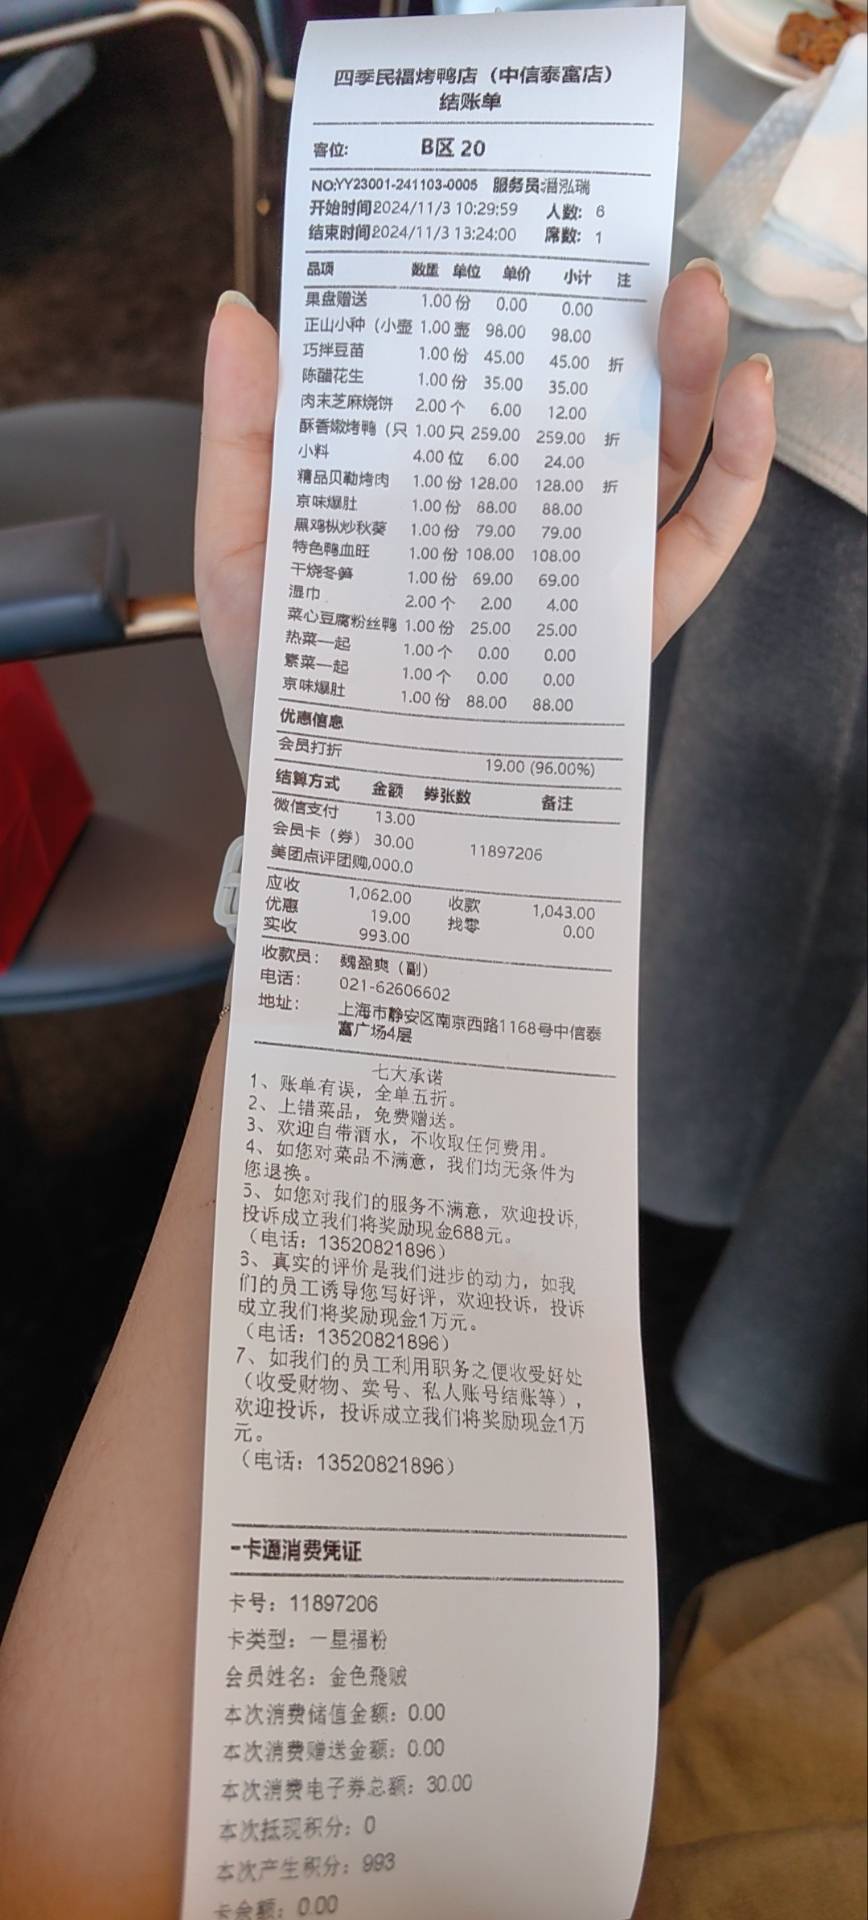 四季民福烤鸭店（中信泰富店）
结账单
客位: B区 20
NO:YY23001-241103-0005 服务员:潘泓瑞
开始时间2024/11/3 10:29:59 人数: 6
结束时间2024/11/3 13:24:00 席数: 1
品项 数量 单位 单价 小计 注
果盘赠送 1.00 份 0.00 0.00
正山小种（小壶 1.00 壶 98.00 98.00
巧拌豆苗 1.00 份 45.00 45.00 折
陈醋花生 1.00 份 35.00 35.00
肉末芝麻烧饼 2.00 个 6.00 12.00
酥香嫩烤鸭（只 1.00 只 259.00 259.00 折
小料 4.00 位 6.00 24.00
精品贝勒烤肉 1.00 份 128.00 128.00 折
京味爆肚 1.00 份 88.00 88.00
黑鸡枞炒秋葵 1.00 份 79.00 79.00
特色鸭血旺 1.00 份 108.00 108.00
干烧冬笋 1.00 份 69.00 69.00
湿巾 2.00 个 2.00 4.00
菜心豆腐粉丝鸭 1.00 份 25.00 25.00
热菜一起 1.00 个 0.00 0.00
素菜一起 1.00 个 0.00 0.00
京味爆肚 1.00 份 88.00 88.00
优惠信息
会员打折 19.00 (96.00%)
结算方式 金额 券张数 备注
微信支付 13.00
会员卡（券） 30.00 11897206
美团点评团购,000.0
应收 1,062.00 收款 1,043.00
优惠 19.00 找零 0.00
实收 993.00
收款员: 魏盈爽（副）
电话: 021-62606602
地址: 上海市静安区南京西路1168号中信泰
富广场4层
七大承诺
1、账单有误，全单五折。
2、上错菜品，免费赠送。
3、欢迎自带酒水，不收取任何费用。
4、如您对菜品不满意，我们均无条件为
您退换。
5、如您对我们的服务不满意，欢迎投诉,
投诉成立我们将奖励现金688元。
（电话：13520821896）
6、真实的评价是我们进步的动力，如我
们的员工诱导您写好评，欢迎投诉，投诉
成立我们将奖励现金1万元。
（电话：13520821896）
7、如我们的员工利用职务之便收受好处
（收受财物、卖号、私人账号结账等），
欢迎投诉，投诉成立我们将奖励现金1万
元。
（电话：13520821896）
一卡通消费凭证
卡号：11897206
卡类型：一星福粉
会员姓名：金色飛贼
本次消费储值金额：0.00
本次消费赠送金额：0.00
本次消费电子券总额：30.00
本次抵现积分：0
本次产生积分：993
卡余额：0.00